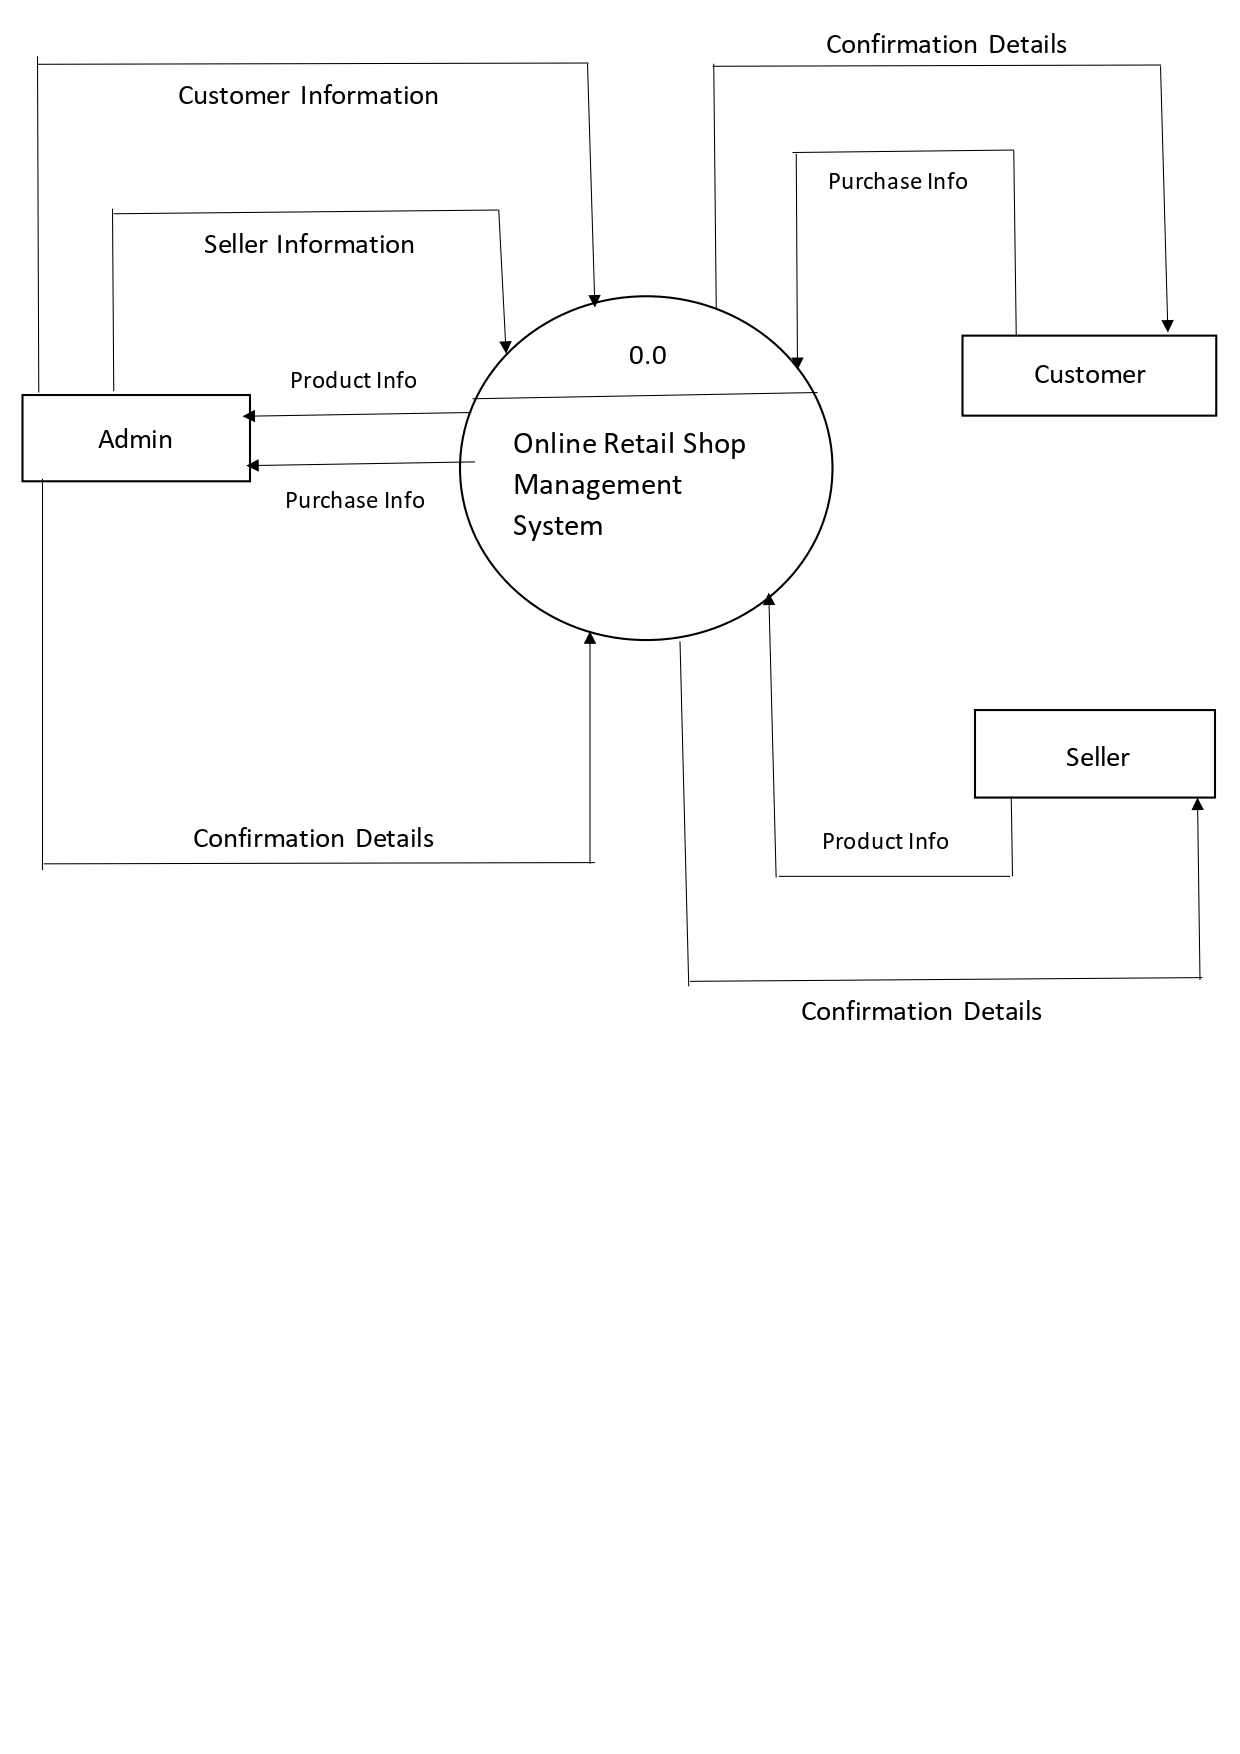 Confirmation Details
Customer Information
Purchase Info
Seller Information
0.0
Product Info
Customer
Admin
Online Retail Shop
Management
System
Purchase Info
Seller
Confirmation Details
Product Info
Confirmation Details